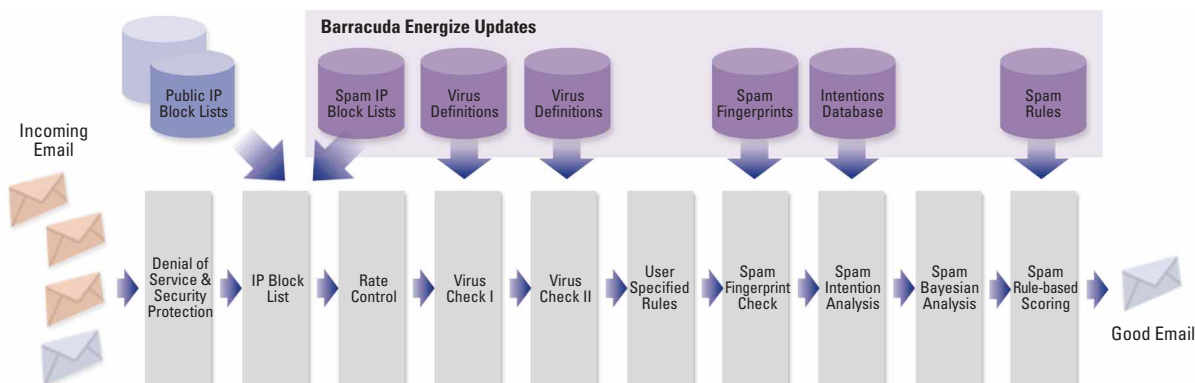 Barracuda Energize Updates
Public IP
Block Lists
Spam IP
Block Lists
Virus
Definitions
Virus
Definitions
Spam
Fingerprints
Intentions
Database
Spam
Rules
Incoming
Email
Denial of
Service &
Security
Protection
IP Block
List
Rate
Control
Virus
Check I
Virus
Check II
User
Specified
Rules
Spam
Fingerprint
Check
Spam
Intention
Analysis
Spam
Bayesian
Analysis
Spam
Rule-based
Scoring
Good Email